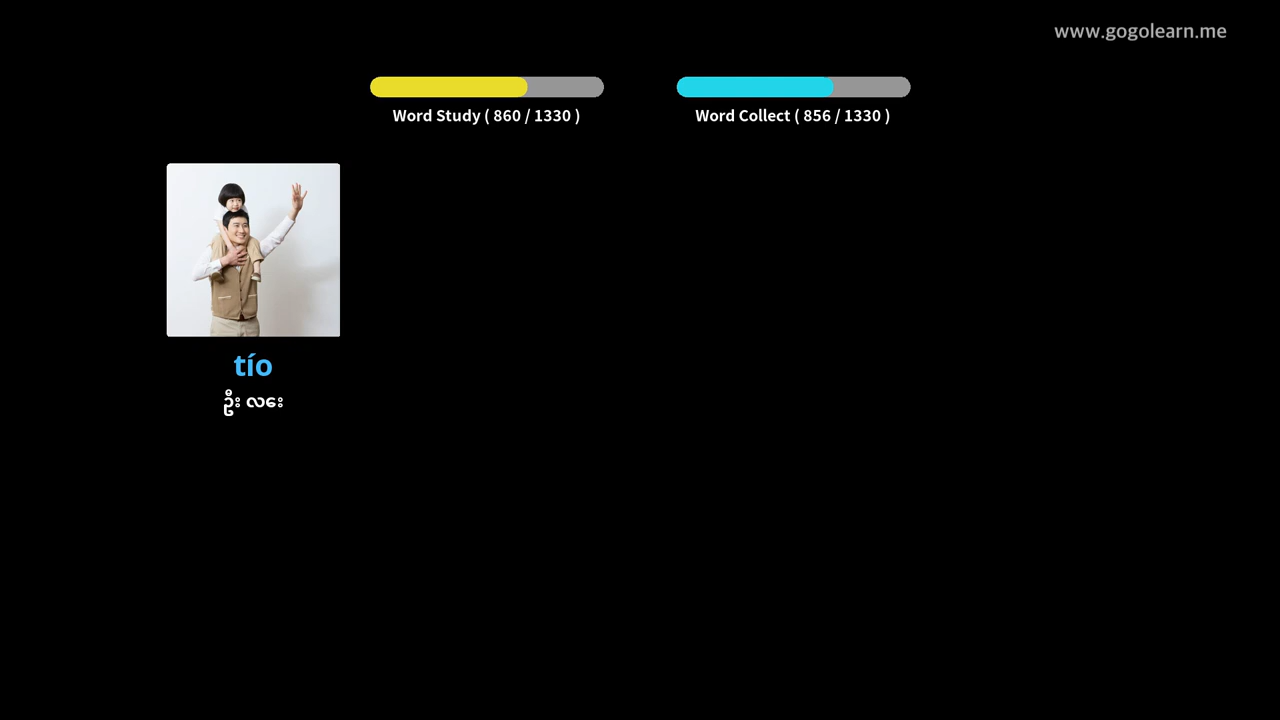 www.gogolearn.me
Word Study ( 860 / 1330 )
Word Collect ( 856 / 1330 )
tío
ဦး လေး